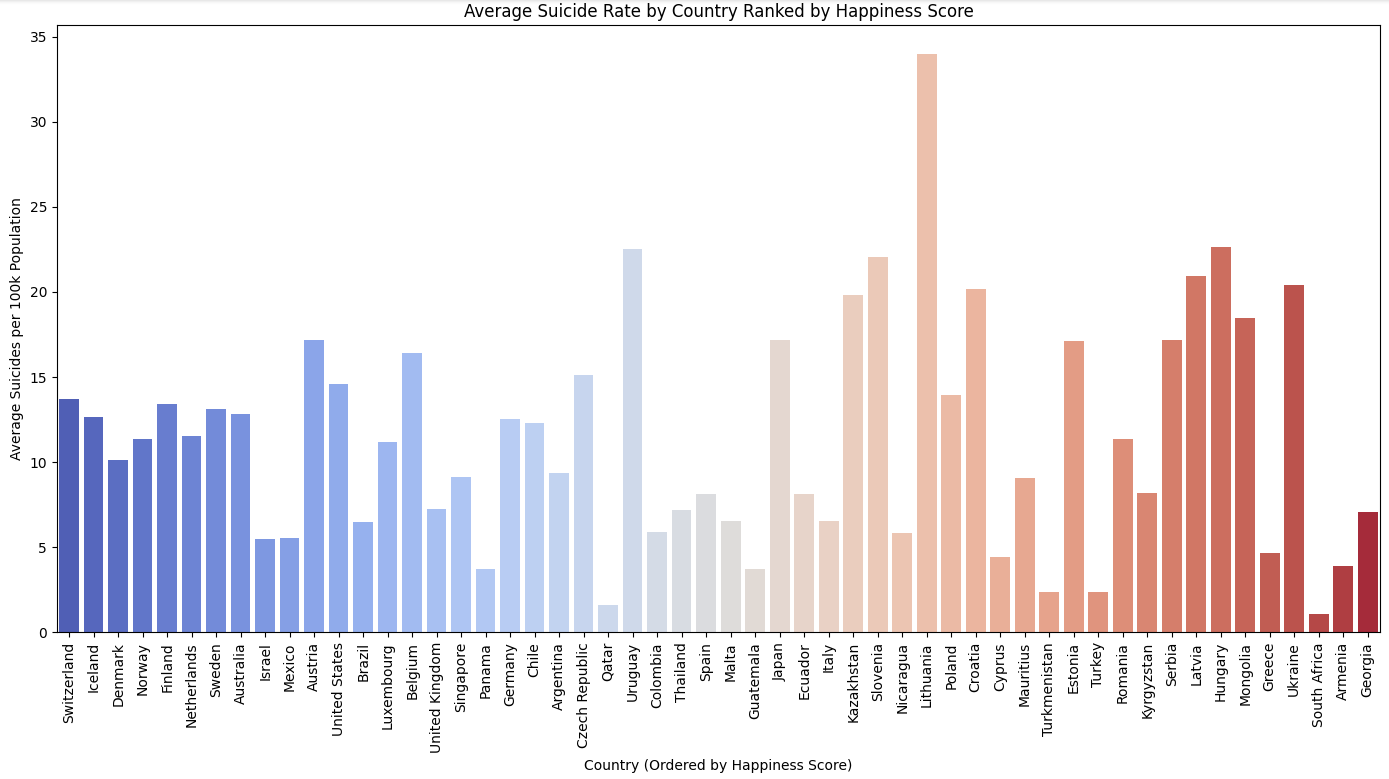 Average Suicide Rate by Country Ranked by Happiness Score
Average Suicides per 100k Population
35
30
25
20
15
10
5
0
Switzerland
Iceland
Denmark
Norway
Finland
Netherlands
Sweden
Australia
Israel
Mexico
Austria
United States
Brazil
Luxembourg
Belgium
United Kingdom
Singapore
Panama
Germany
Chile
Argentina
Czech Republic
Qatar
Uruguay
Colombia
Thailand
Spain
Malta
Guatemala
Japan
Ecuador
Italy
Kazakhstan
Slovenia
Nicaragua
Lithuania
Poland
Croatia
Cyprus
Mauritius
Turkmenistan
Estonia
Turkey
Romania
Kyrgyzstan
Serbia
Latvia
Hungary
Mongolia
Greece
Ukraine
South Africa
Armenia
Georgia
Country (Ordered by Happiness Score)